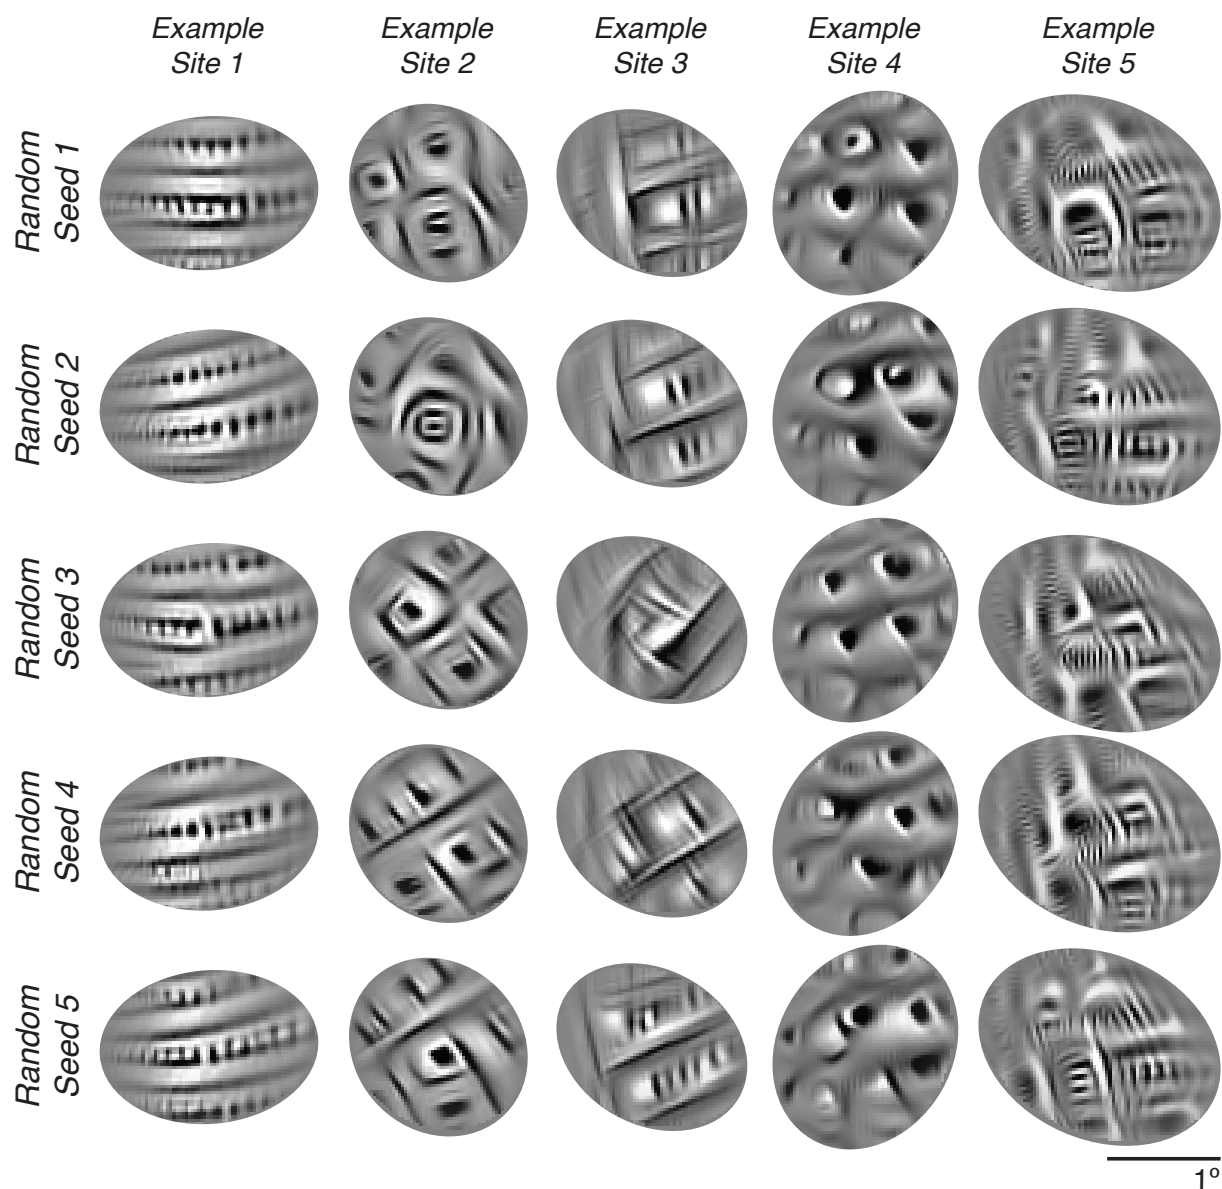 Example
Site 1
Example
Site 2
Example
Site 3
Example
Site 4
Example
Site 5
Random
Seed 1
Random
Seed 2
Random
Seed 3
Random
Seed 4
Random
Seed 5
1°